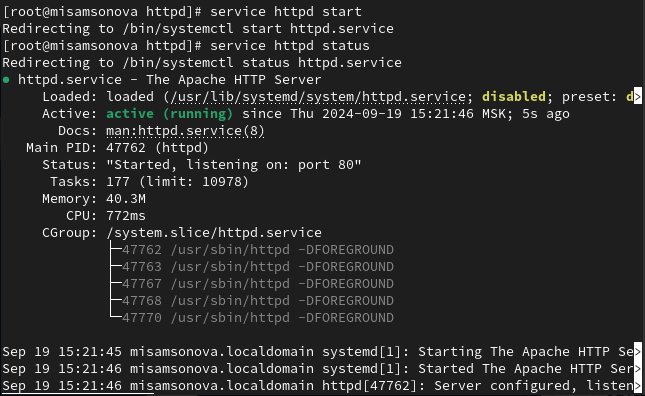 [root@misamsonova httpd]# service httpd start
Redirecting to /bin/systemctl start httpd.service
[root@misamsonova httpd]# service httpd status
Redirecting to /bin/systemctl status httpd.service
● httpd.service - The Apache HTTP Server
     Loaded: loaded (/usr/lib/systemd/system/httpd.service; disabled; preset: d>
     Active: active (running) since Thu 2024-09-19 15:21:46 MSK; 5s ago
       Docs: man:httpd.service(8)
   Main PID: 47762 (httpd)
     Status: "Started, listening on: port 80"
      Tasks: 177 (limit: 10978)
     Memory: 40.3M
        CPU: 772ms
     CGroup: /system.slice/httpd.service
             ├─47762 /usr/sbin/httpd -DFOREGROUND
             ├─47763 /usr/sbin/httpd -DFOREGROUND
             ├─47767 /usr/sbin/httpd -DFOREGROUND
             ├─47768 /usr/sbin/httpd -DFOREGROUND
             └─47770 /usr/sbin/httpd -DFOREGROUND
Sep 19 15:21:45 misamsonova.localdomain systemd[1]: Starting The Apache HTTP Se>
Sep 19 15:21:46 misamsonova.localdomain systemd[1]: Started The Apache HTTP Ser>
Sep 19 15:21:46 misamsonova.localdomain httpd[47762]: Server configured, listen>